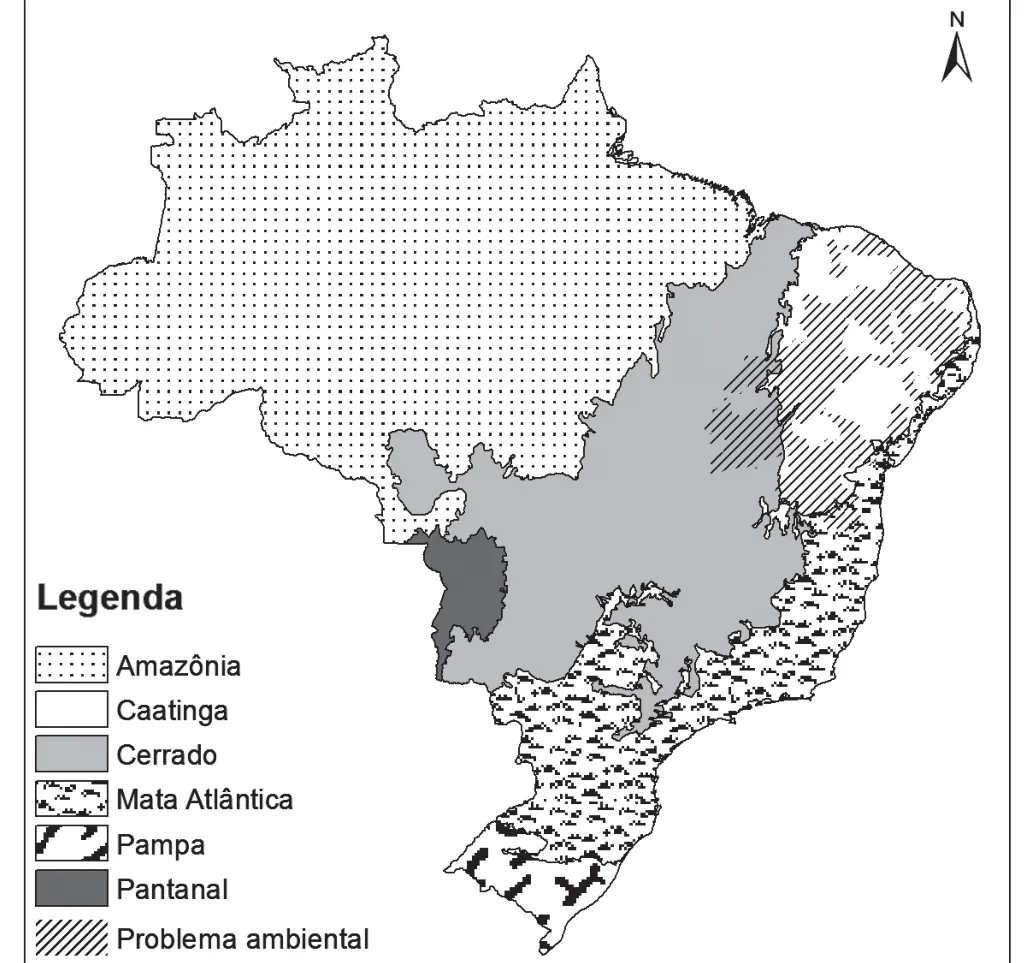 N
Legenda
Amazônia
Caatinga
Cerrado
Mata Atlântica
Pampa
Pantanal
Problema ambiental